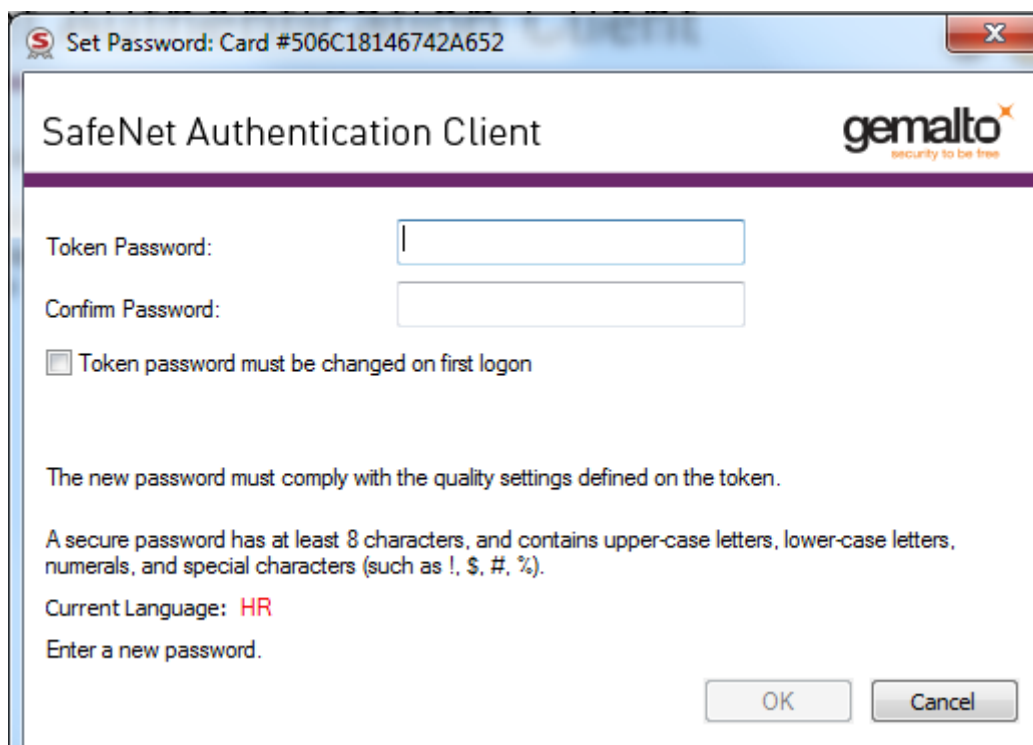 Set Password: Card #506C18146742A652
SafeNet Authentication Client
gemalto
security to be free
Token Password:
Confirm Password:
Token password must be changed on first logon
The new password must comply with the quality settings defined on the token.
A secure password has at least 8 characters, and contains upper-case letters, lower-case letters,
numerals, and special characters (such as !, $, #, %).
Current Language: HR
Enter a new password.
OK
Cancel